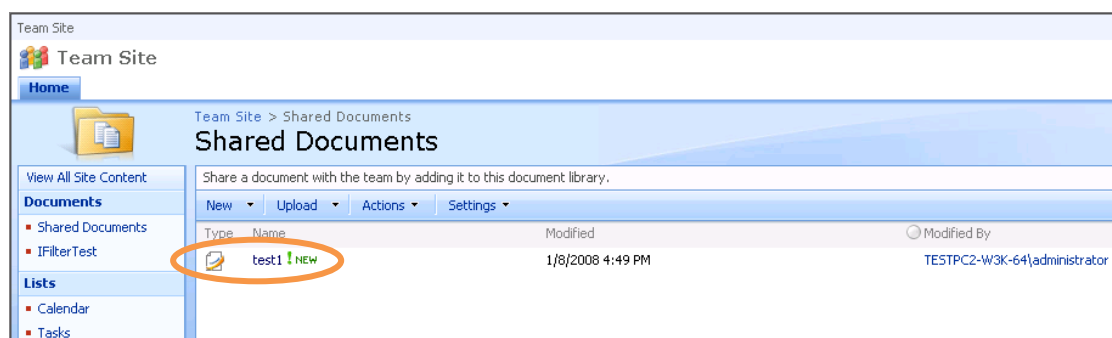 Team Site
Team Site
Home
Team Site > Shared Documents
Shared Documents
View All Site Content
Share a document with the team by adding it to this document library.
Documents
New Upload Actions Settings
Shared Documents
IFilterTest
Type Name Modified Modified By
test1 ! NEW 1/8/2008 4:49 PM TESTPC2-W3K-64\administrator
Lists
Calendar
Tasks